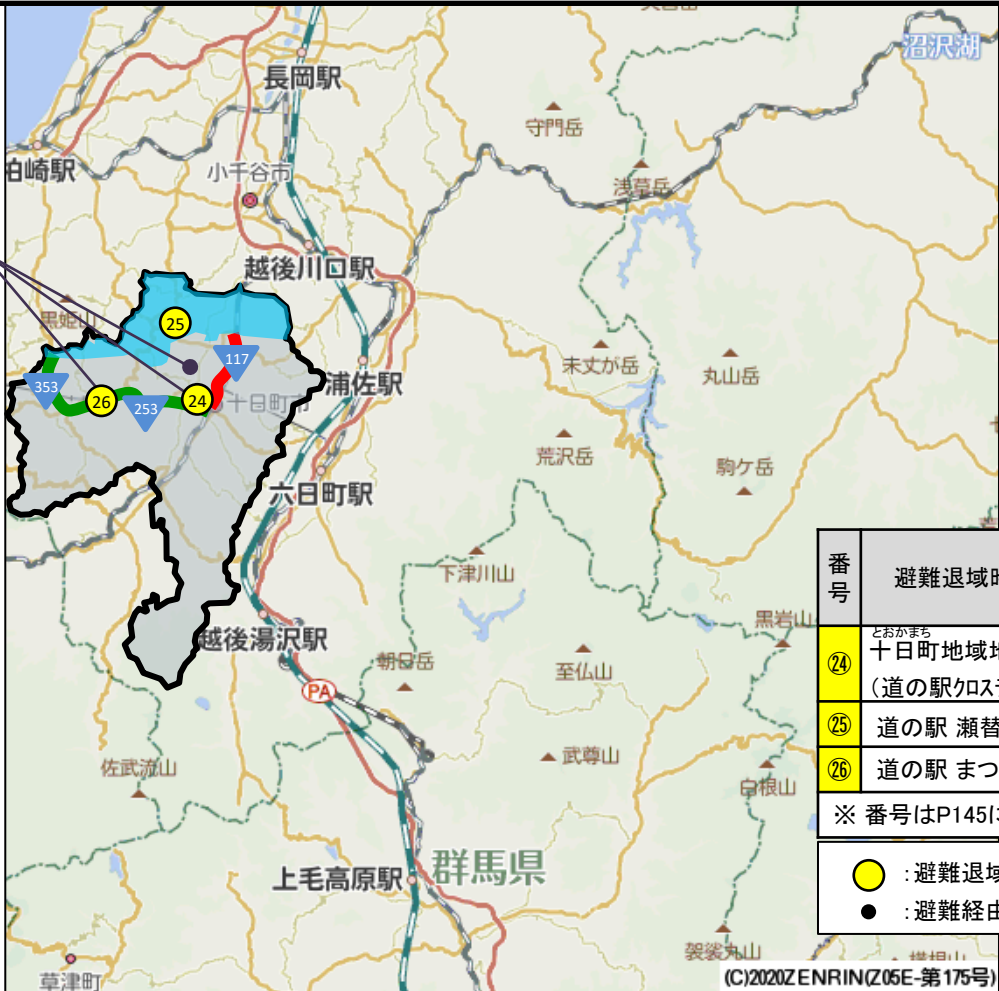 沼沢湖
長岡駅
守門岳
柏崎駅
小千谷市
浅草岳
越後川口駅
黒姫山
25
117
未丈が岳
丸山岳
353
浦佐駅
26
253
24
十日町市
荒沢岳
駒ケ岳
六日町駅
下津川山
黒岩山
越後湯沢駅
朝日岳
至仏山
PA
佐武流山
武尊山
白根山
上毛高原駅
群馬県
袈裟丸山
草津町
番号
避難退域時
㉔
とおかまち
十日町地域地
(道の駅クロス
㉕
道の駅 瀬替
㉖
道の駅 まつ
※ 番号はP145に
:避難退域
:避難経由
(C)2020ZENRIN(Z05E-第175号)